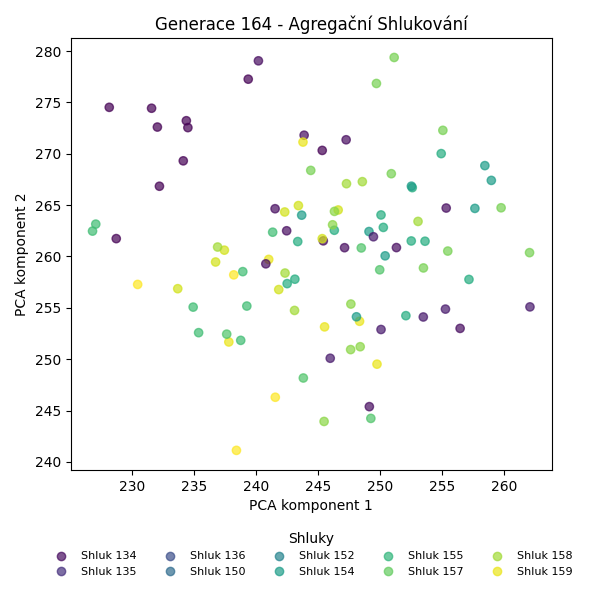 Generace 164 - Agregační Shlukování
PCA komponent 2
280
275
270
265
260
255
250
245
240
230 235 240 245 250 255 260
PCA komponent 1
Shluky
Shluk 134 Shluk 136 Shluk 152 Shluk 155 Shluk 158
Shluk 135 Shluk 150 Shluk 154 Shluk 157 Shluk 159